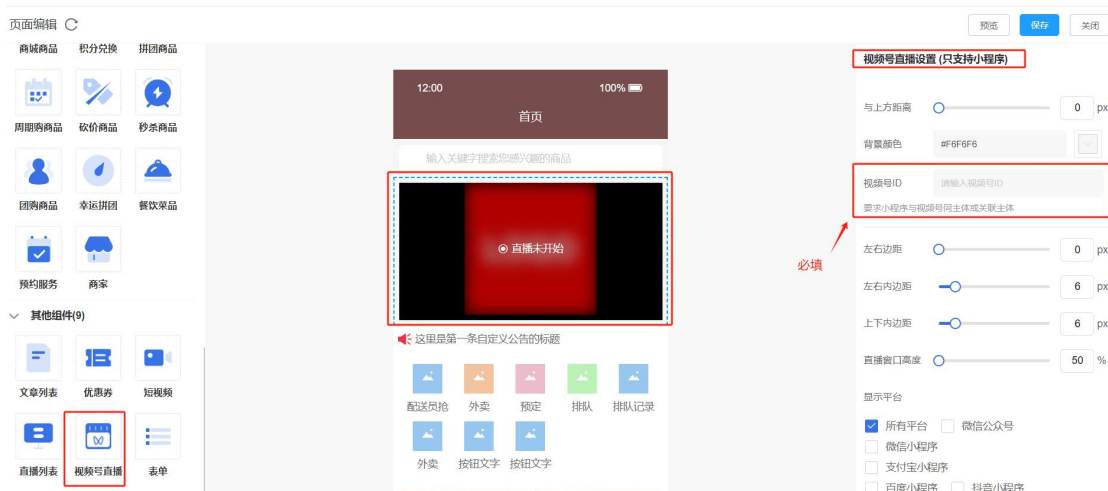 页面编辑
预览 保存 关闭
商城商品 积分兑换 拼团商品
周期购商品 砍价商品 秒杀商品
团购商品 幸运拼团 餐饮菜品
预约服务 商家
其他组件(9)
文章列表 优惠券 短视频
直播列表 视频号直播 表单
12:00 100%
首页
输入关键字搜索您感兴趣的商品
直播未开始
这里是第一条自定义公告的标题
配送员抢 外卖 预定 排队 排队记录
外卖 按钮文字 按钮文字
必填
视频号直播设置 (只支持小程序)
与上方距离 0 px
背景颜色 #F6F6F6
视频号ID 请输入视频号ID
要求小程序与视频号同主体或关联主体
左右边距 0 px
左右内边距 6 px
上下内边距 6 px
直播窗口高度 50 %
显示平台
所有平台 微信公众号
微信小程序
支付宝小程序
百度小程序 抖音小程序